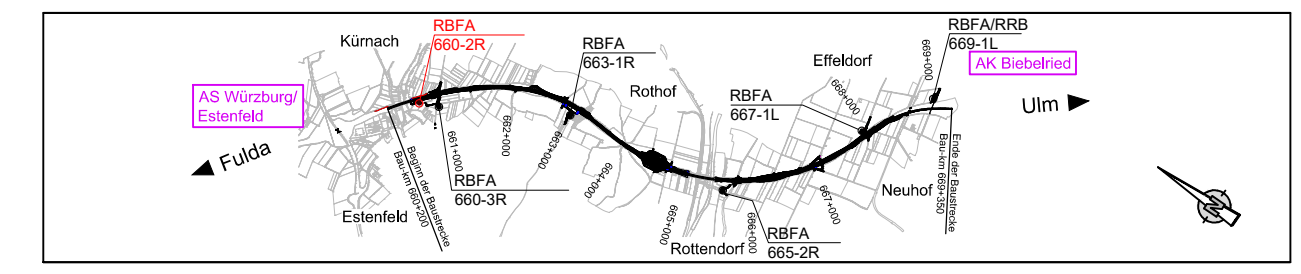 RBFA
660-2R
Kürnach
AS Würzburg/
Estenfeld
Fulda
Beginn der Baustrecke
Bau-km 660+200
Estenfeld
661+000
RBFA
660-3R
662+000
RBFA
663-1R
663+000
Rothof
664+000
665+000
Rottendorf
666+000
RBFA
665-2R
RBFA
667-1L
667+000
Effeldorf
668+000
Neuhof
669+000
RBFA/RRB
669-1L
AK Biebelried
Ulm
Ende der Baustrecke
Bau-km 669+350
N